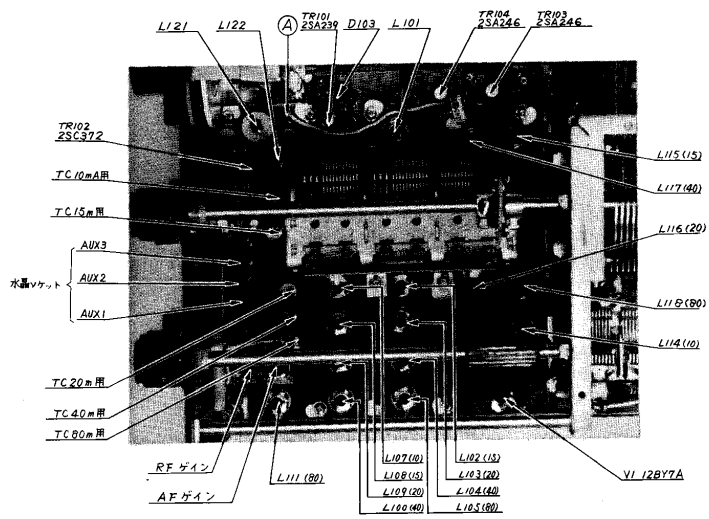 L121
L122
A
TR101
2SA239
D103
L101
TR104
2SA246
TR103
2SA246
TR102
2SC372
TC10mA用
TC15m用
水晶ソケット
AUX3
AUX2
AUX1
TC20m用
TC40m用
TC80m用
RFゲイン
AFゲイン
L111(80)
L107(10)
L108(15)
L109(20)
L100(40)
L102(15)
L103(20)
L104(40)
L105(80)
V1 12BY7A
L115(15)
L117(40)
L116(20)
L118(80)
L114(10)